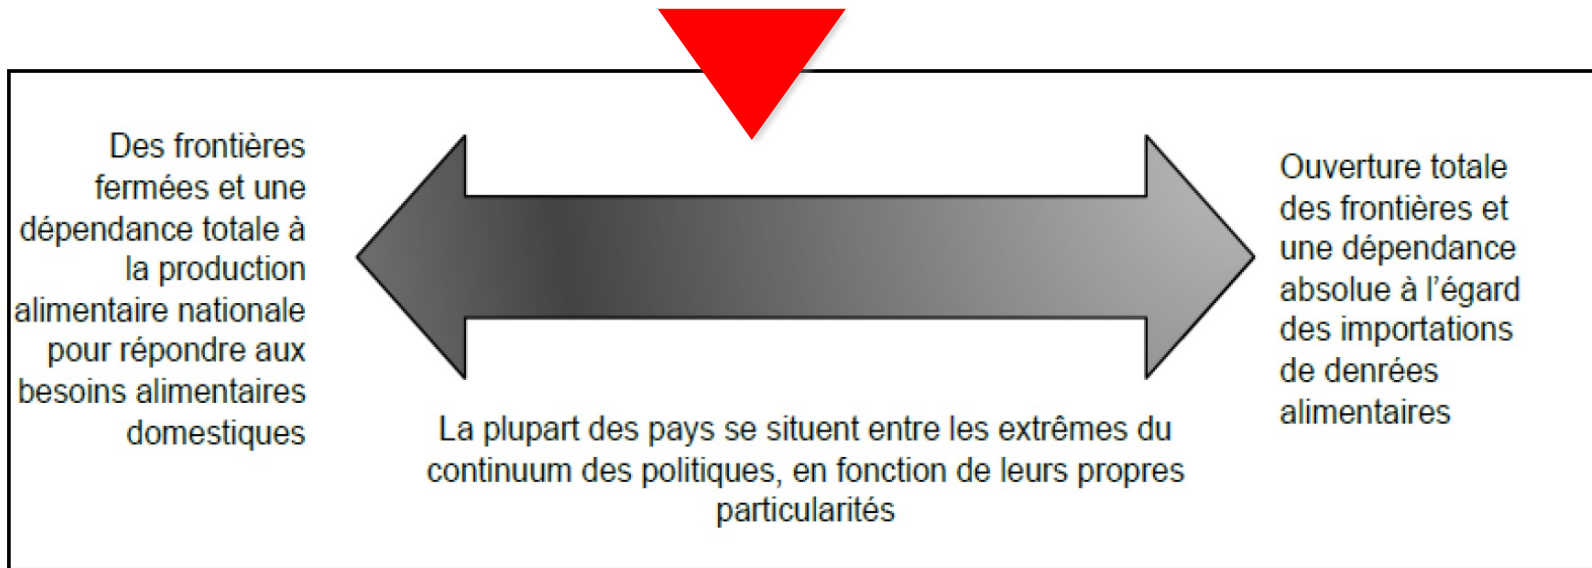 Des frontières
fermées et une
dépendance totale à
la production
alimentaire nationale
pour répondre aux
besoins alimentaires
domestiques
Ouverture totale
des frontières et
une dépendance
absolue à l’égard
des importations
de denrées
alimentaires
La plupart des pays se situent entre les extrêmes du
continuum des politiques, en fonction de leurs propres
particularités